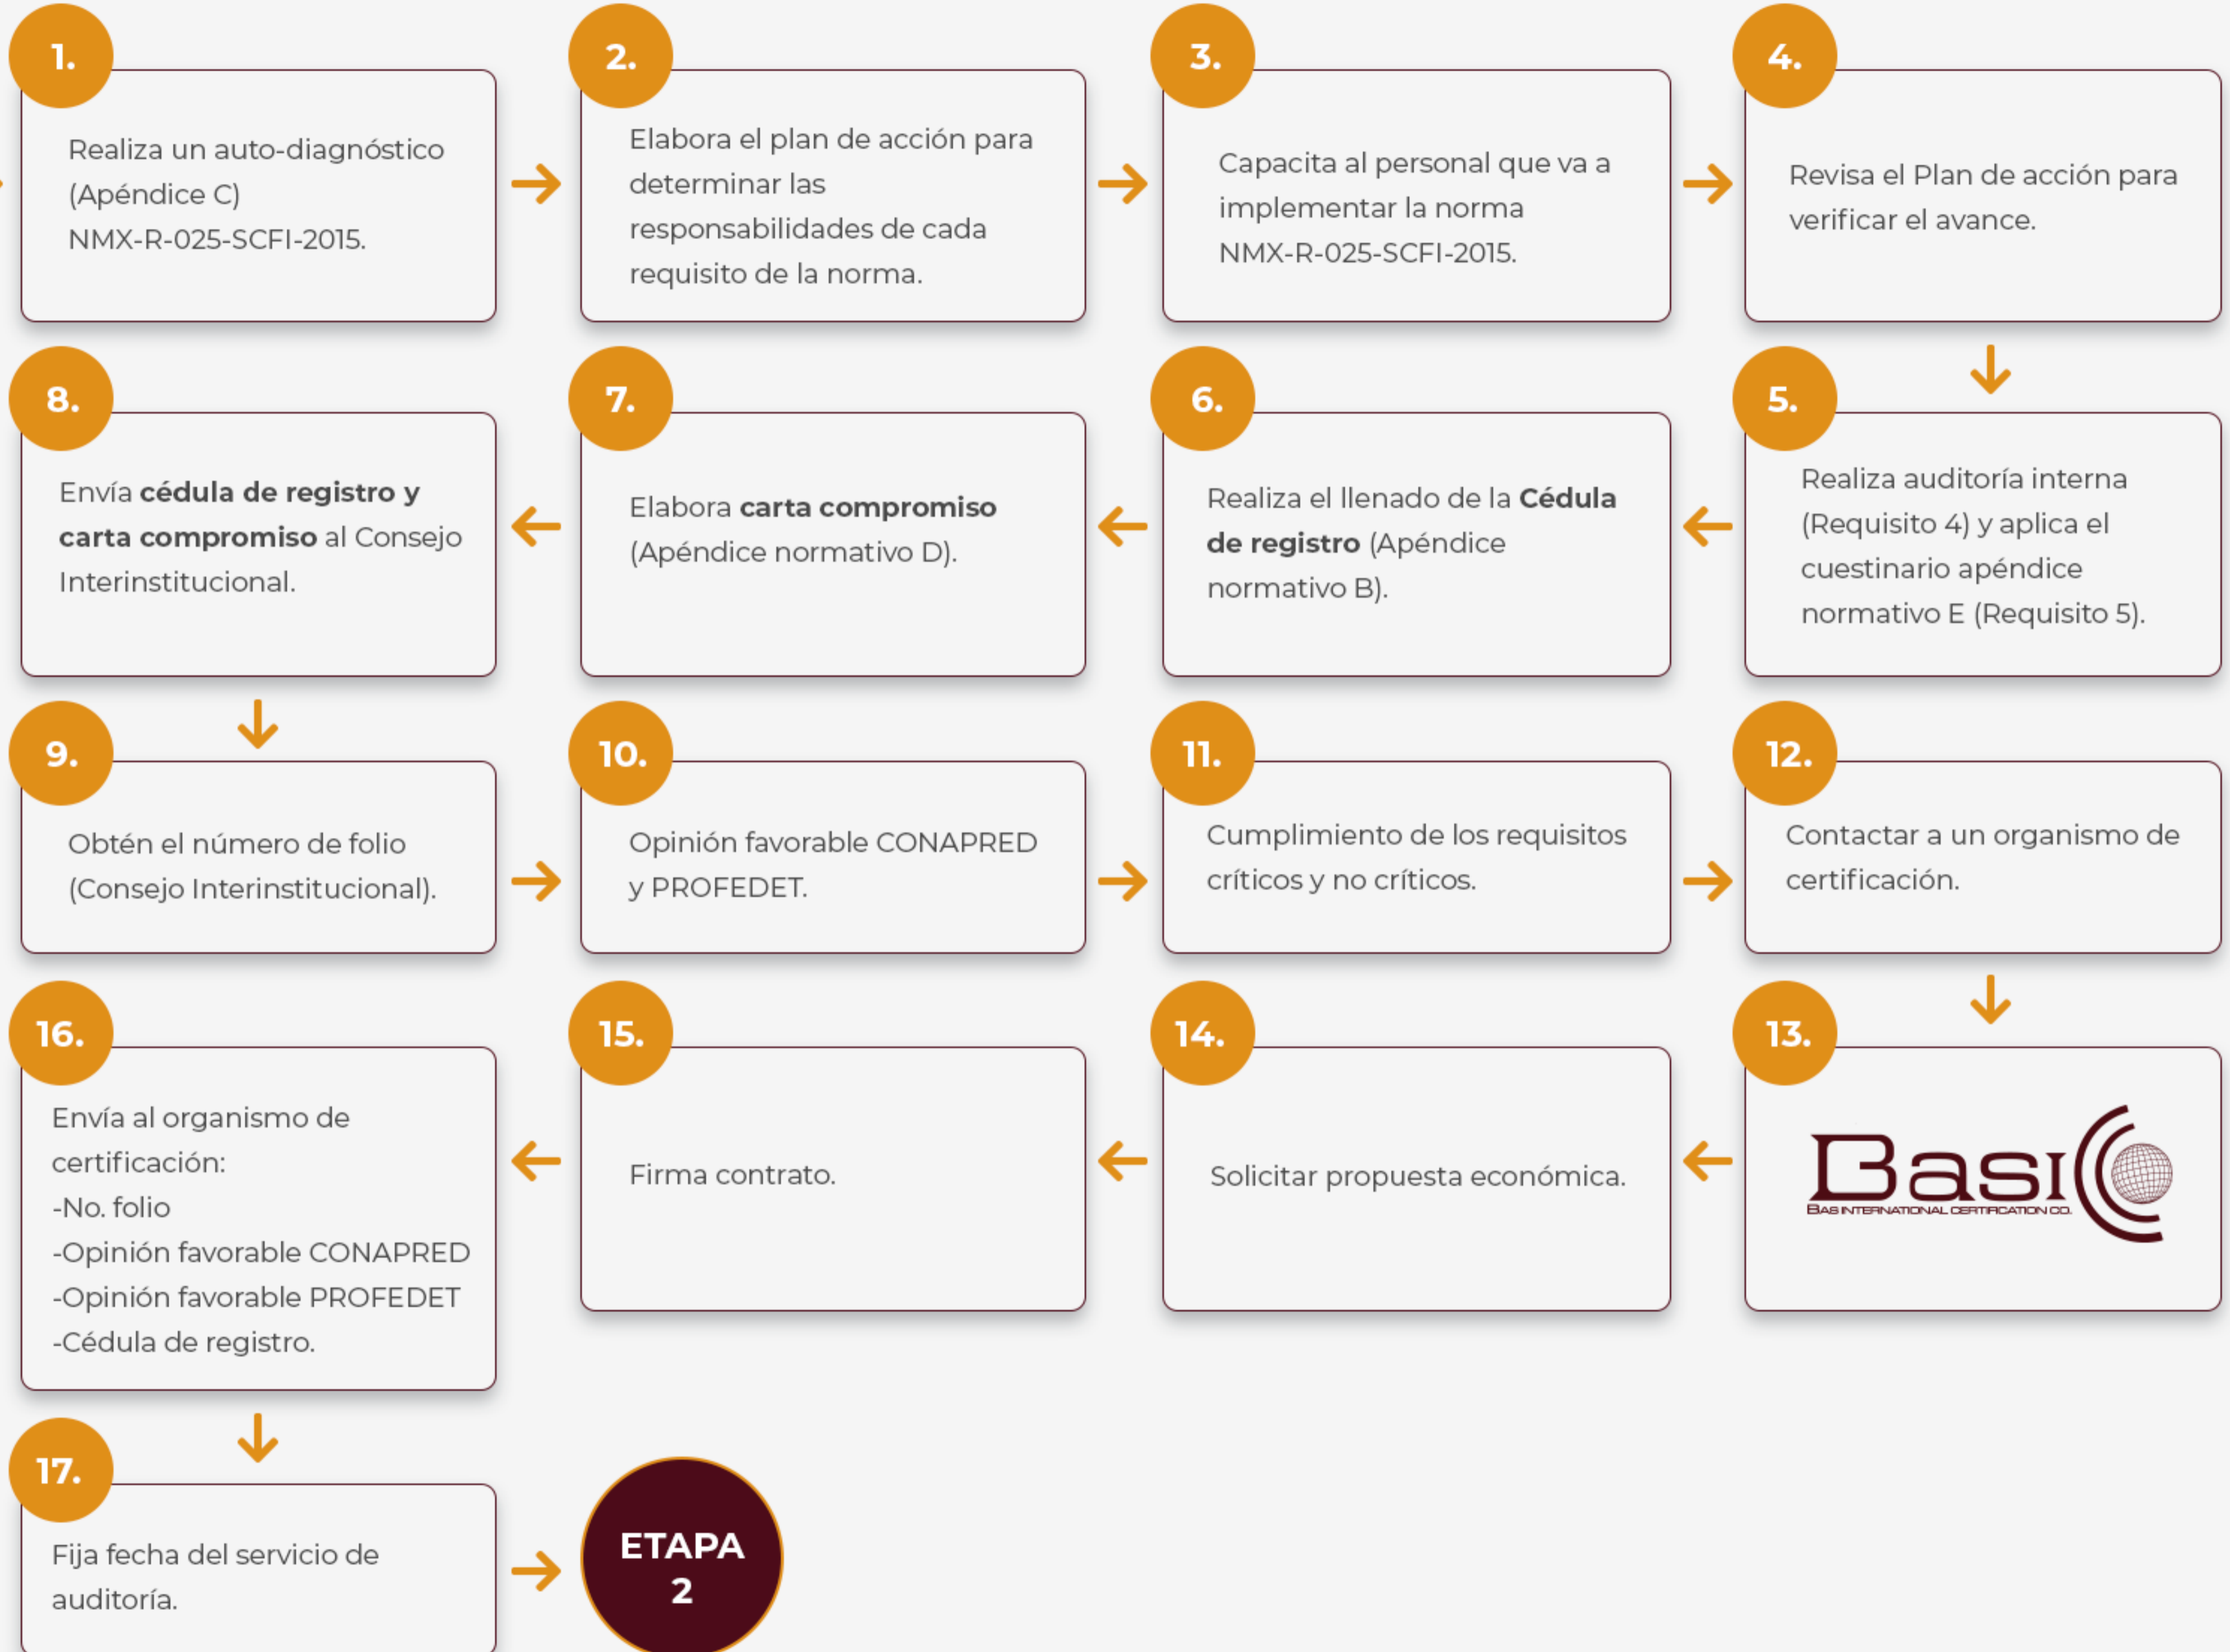 1.
Realiza un auto-diagnóstico
(Apéndice C)
NMX-R-025-SCFI-2015.
2.
Elabora el plan de acción para
determinar las
responsabilidades de cada
requisito de la norma.
3.
Capacita al personal que va a
implementar la norma
NMX-R-025-SCFI-2015.
4.
Revisa el Plan de acción para
verificar el avance.
5.
Realiza auditoría interna
(Requisito 4) y aplica el
cuestinario apéndice
normativo E (Requisito 5).
6.
Realiza el llenado de la Cédula
de registro (Apéndice
normativo B).
7.
Elabora carta compromiso
(Apéndice normativo D).
8.
Envía cédula de registro y
carta compromiso al Consejo
Interinstitucional.
9.
Obtén el número de folio
(Consejo Interinstitucional).
10.
Opinión favorable CONAPRED
y PROFEDET.
11.
Cumplimiento de los requisitos
críticos y no críticos.
12.
Contactar a un organismo de
certificación.
13.
BASIC
BAS INTERNATIONAL CERTIFICATION CO.
14.
Solicitar propuesta económica.
15.
Firma contrato.
16.
Envía al organismo de
certificación:
-No. folio
-Opinión favorable CONAPRED
-Opinión favorable PROFEDET
-Cédula de registro.
17.
Fija fecha del servicio de
auditoría.
ETAPA
2